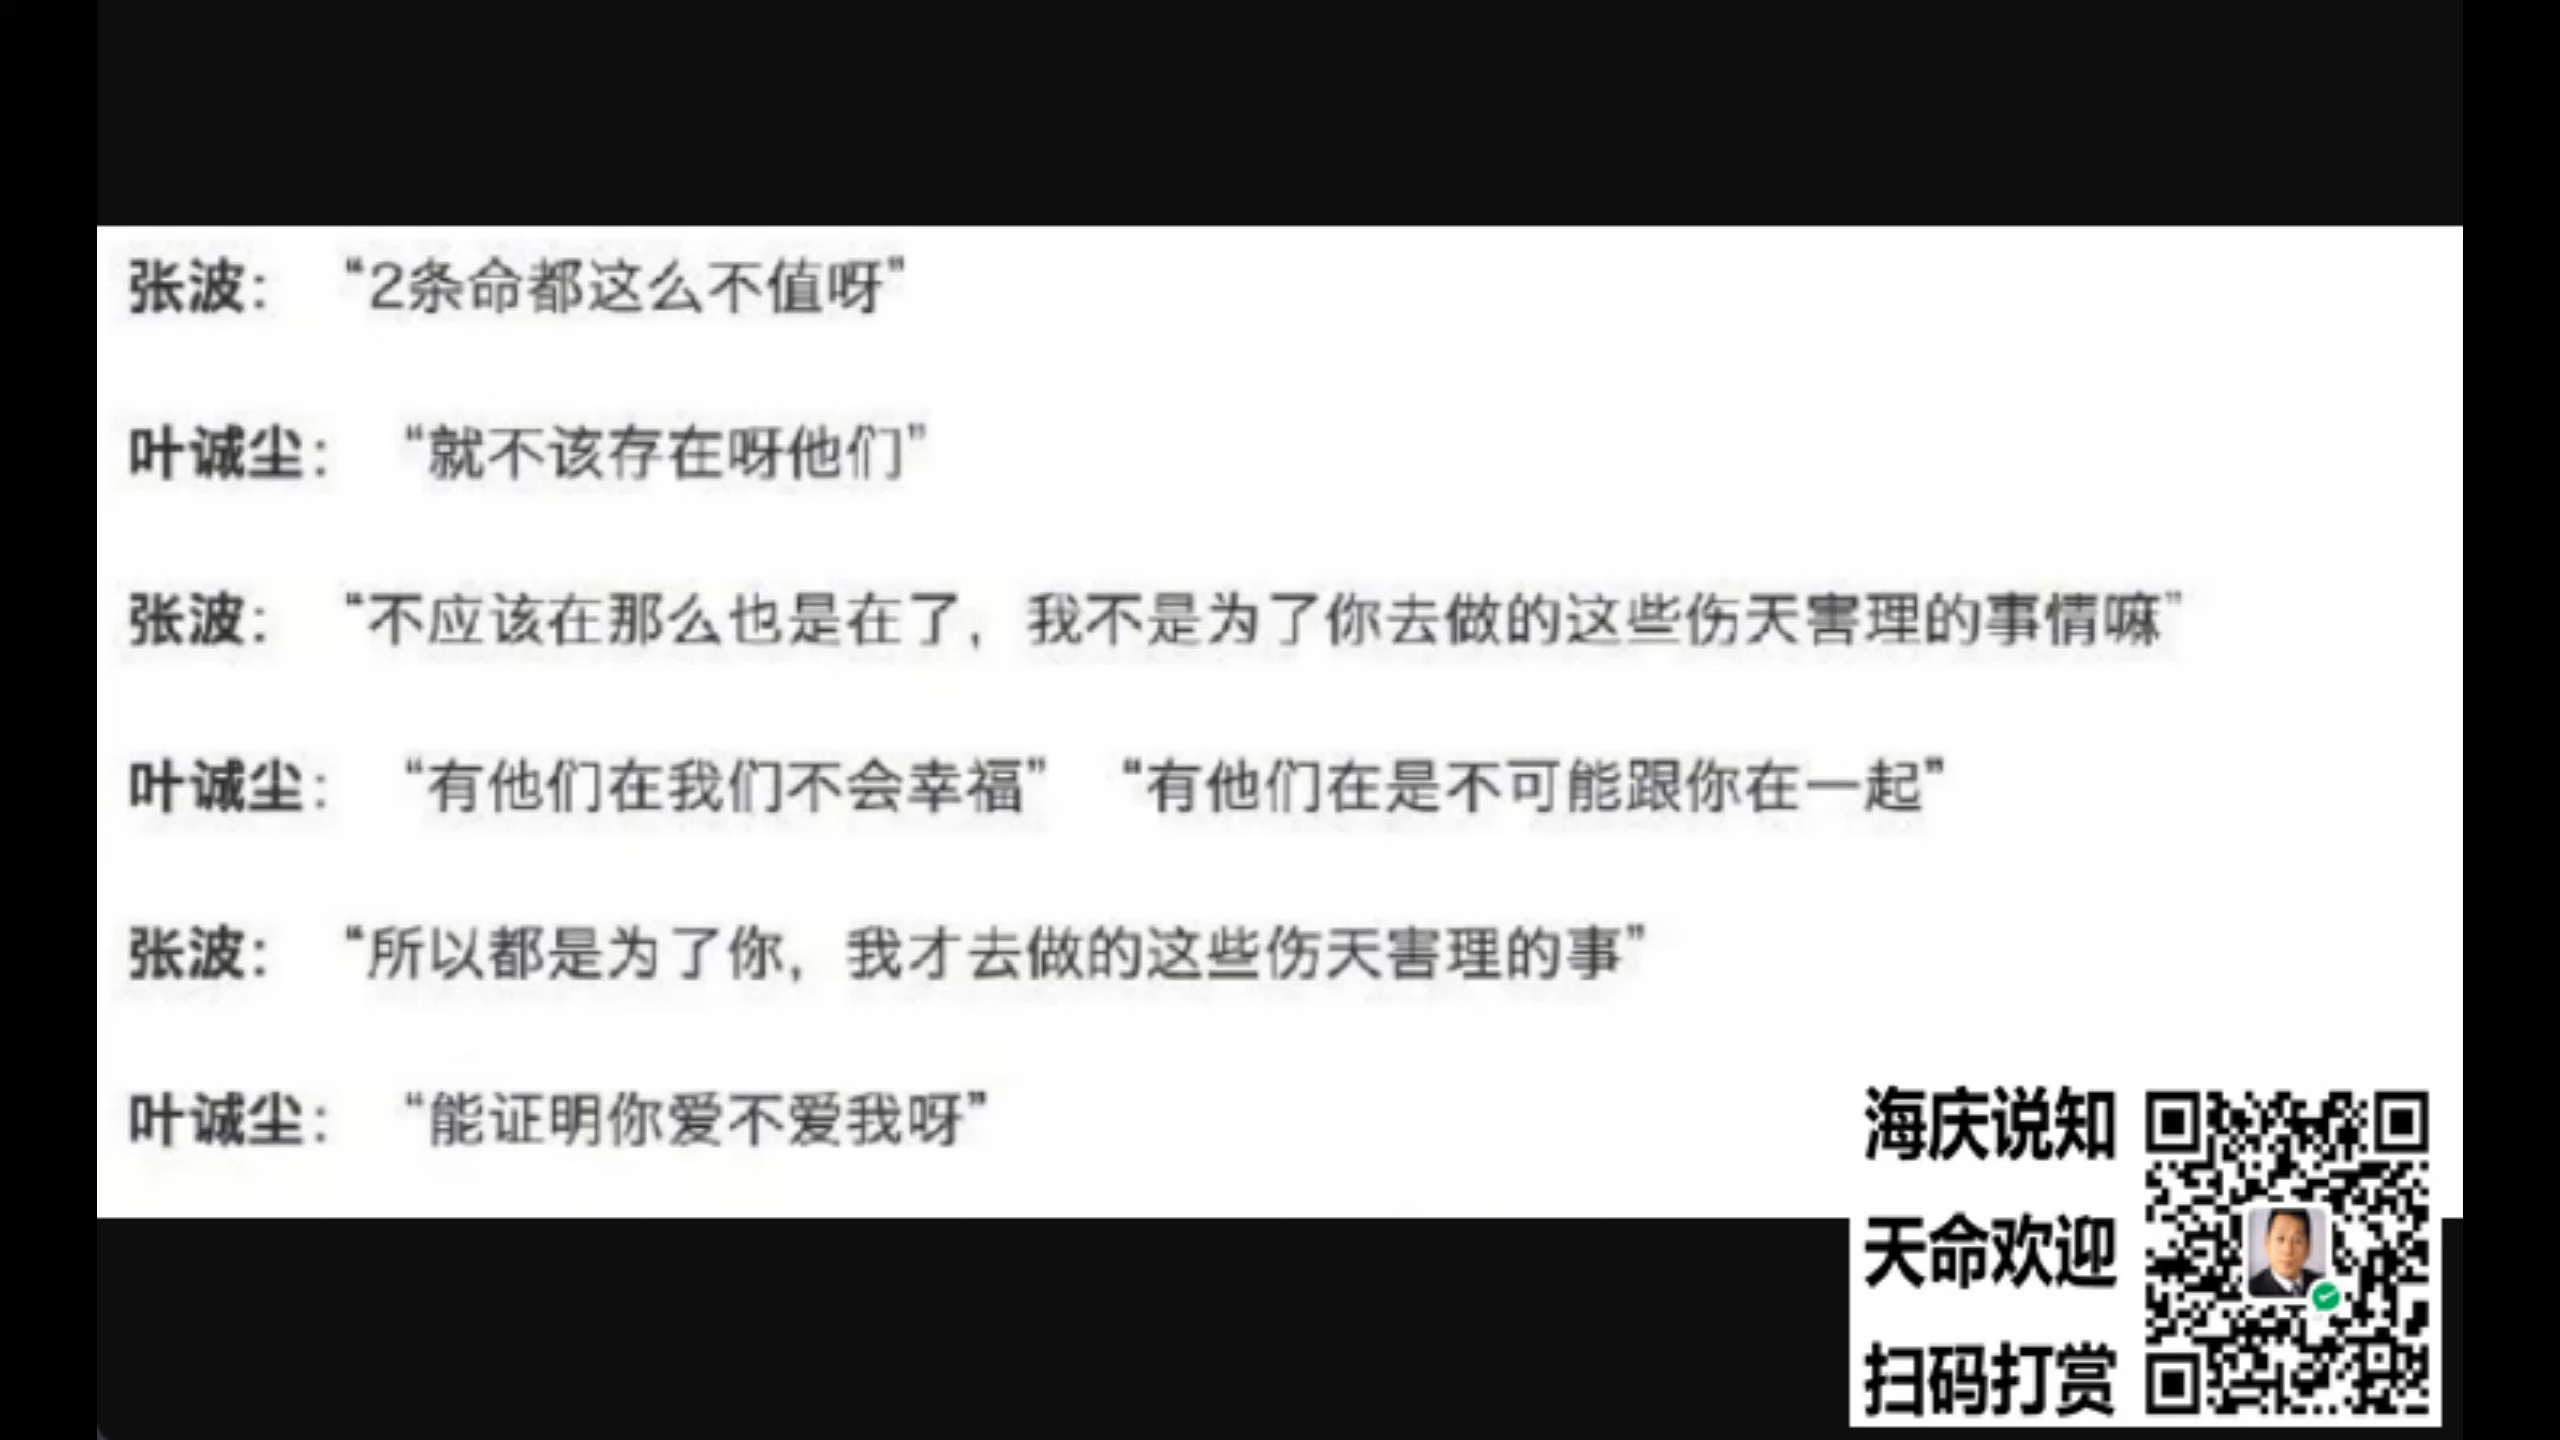 张波： “2条命都这么不值呀”
叶诚尘： “就不该存在呀他们”
张波： “不应该在那么也是在了，我不是为了你去做的这些伤天害理的事情嘛”
叶诚尘： “有他们在我们不会幸福” “有他们在是不可能跟你在一起”
张波： “所以都是为了你，我才去做的这些伤天害理的事”
叶诚尘： “能证明你爱不爱我呀”
海庆说知
天命欢迎
扫码打赏